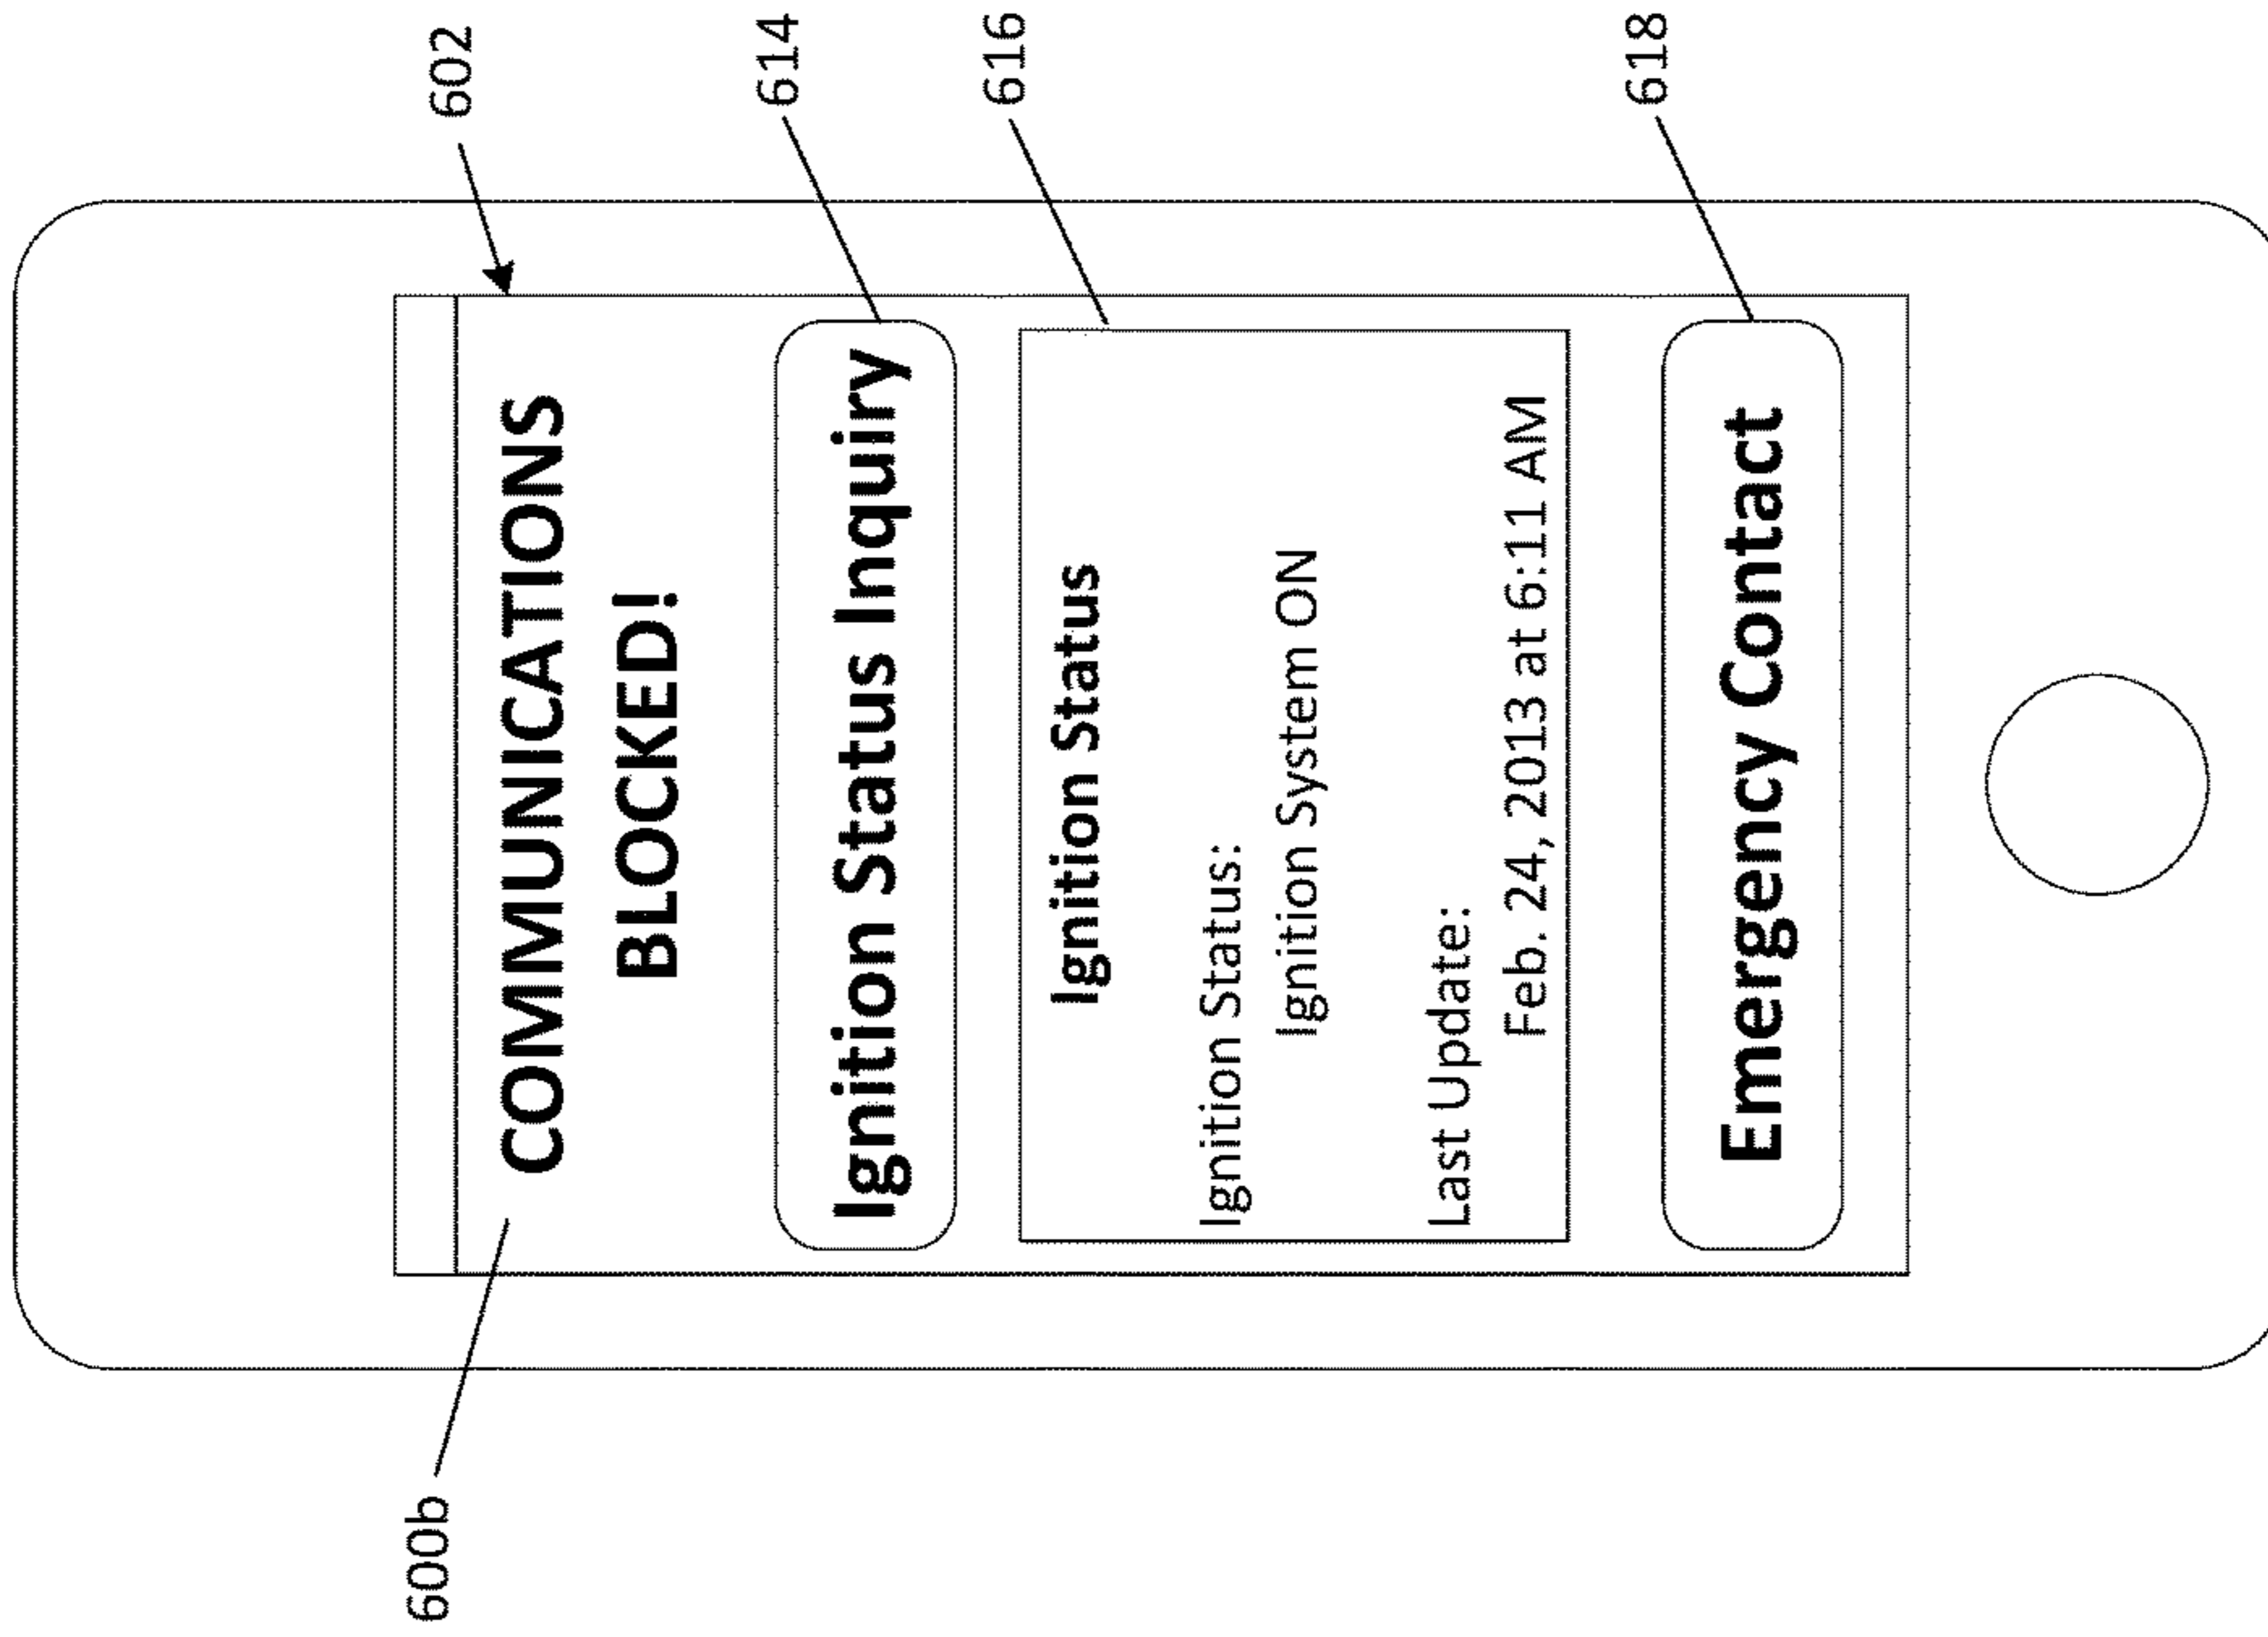 602
600b
COMMUNICATIONS
BLOCKED!
614
Ignition Status Inquiry
616
Ignition Status
Ignition Status:
Ignition System ON
Last Update:
Feb. 24, 2013 at 6:11 AM
618
Emergency Contact